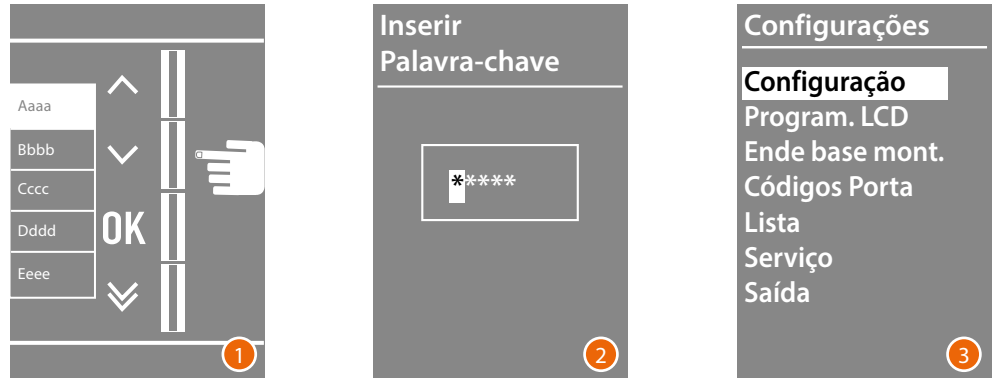 Aaaa
Bbbb
Cccc
Dddd
Eeee
OK
1
Inserir
Palavra-chave
*****
2
Configurações
Configuração
Program. LCD
Ende base mont.
Códigos Porta
Lista
Serviço
Saída
3